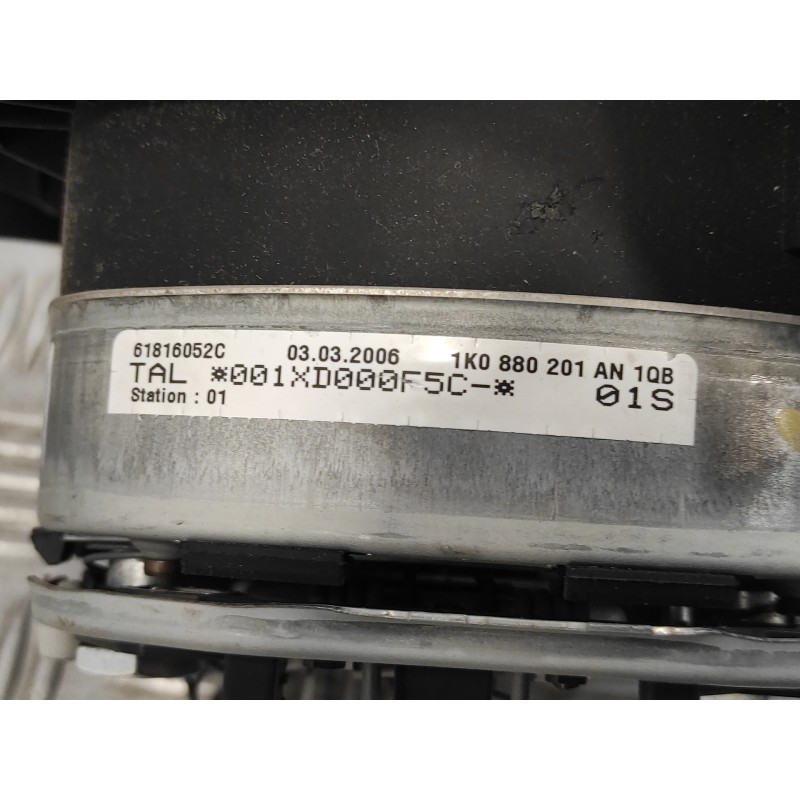 61816052C 03.03.2006 1K0 880 201 AN 1QB
TAL *001XD000F5C-* 01S
Station : 01